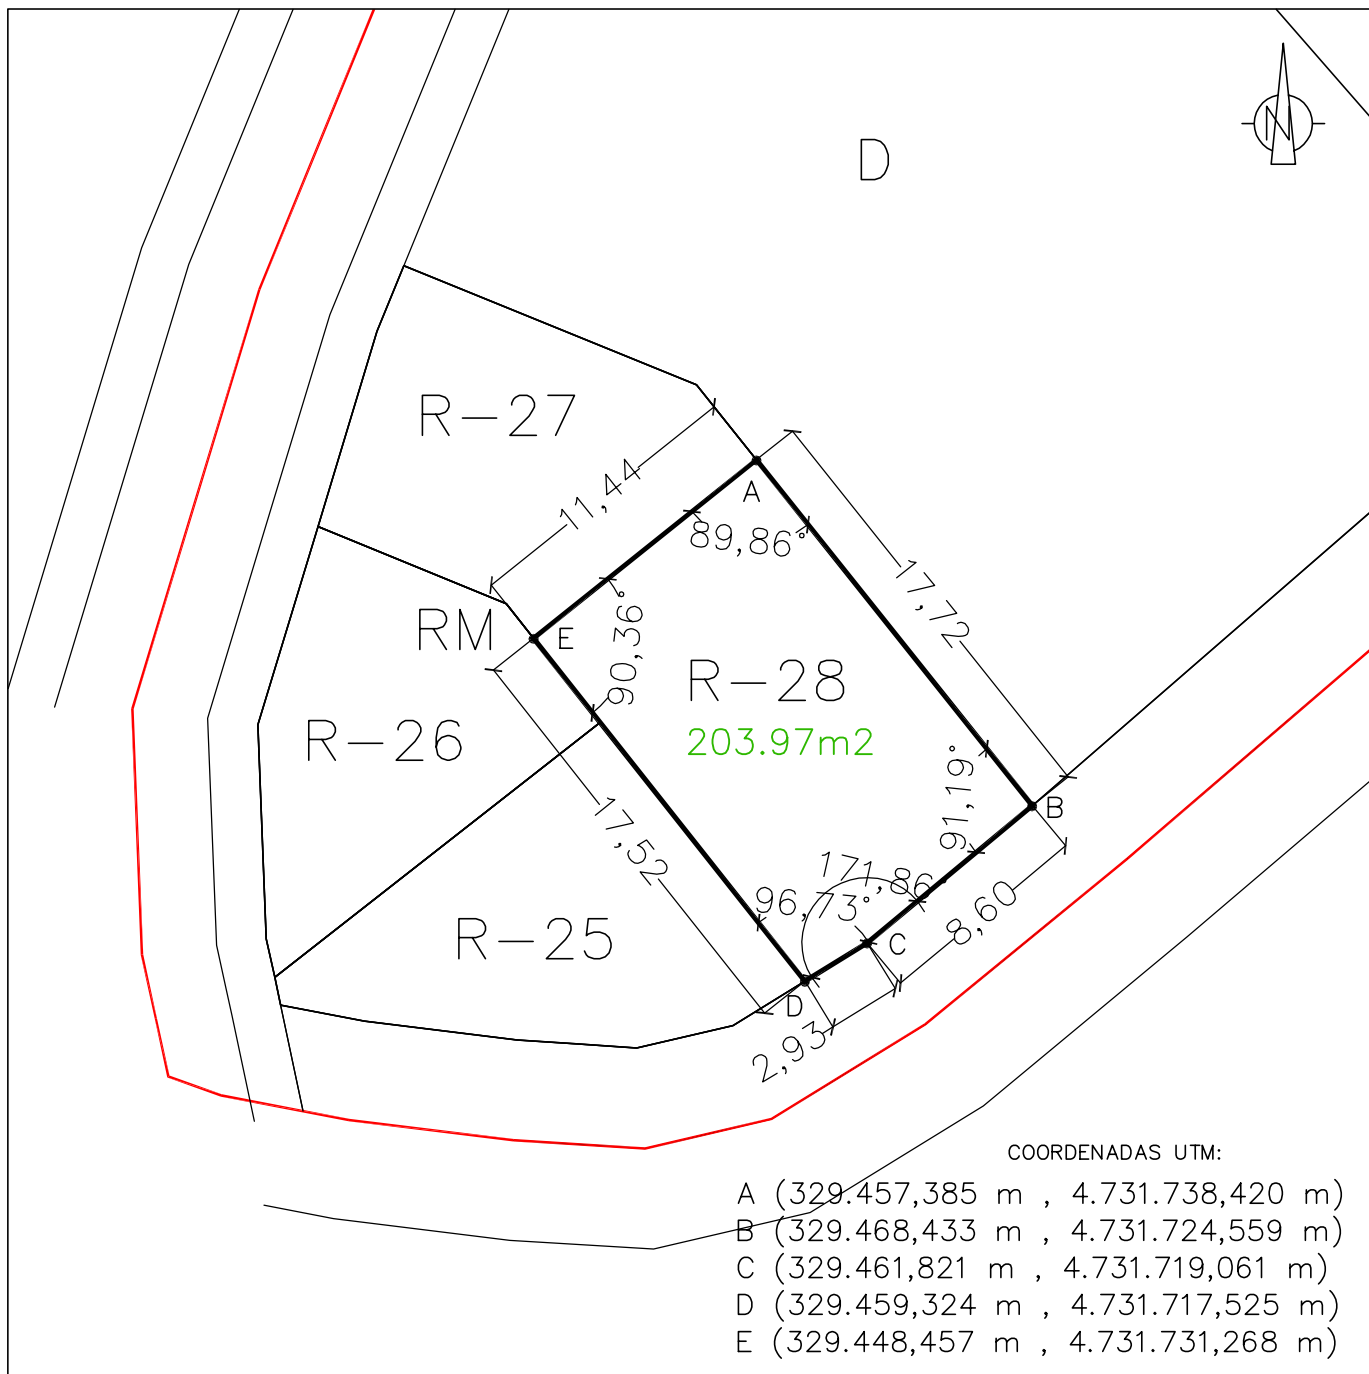 N
D
R-27
11,44
A
89,86°
17,72
RM
E
90,36°
R-28
203.97m2
R-26
91,19°
B
17,52
171,86°
96,73°
8,60
R-25
C
D
2,93
COORDENADAS UTM:
A (329.457,385 m , 4.731.738,420 m)
B (329.468,433 m , 4.731.724,559 m)
C (329.461,821 m , 4.731.719,061 m)
D (329.459,324 m , 4.731.717,525 m)
E (329.448,457 m , 4.731.731,268 m)